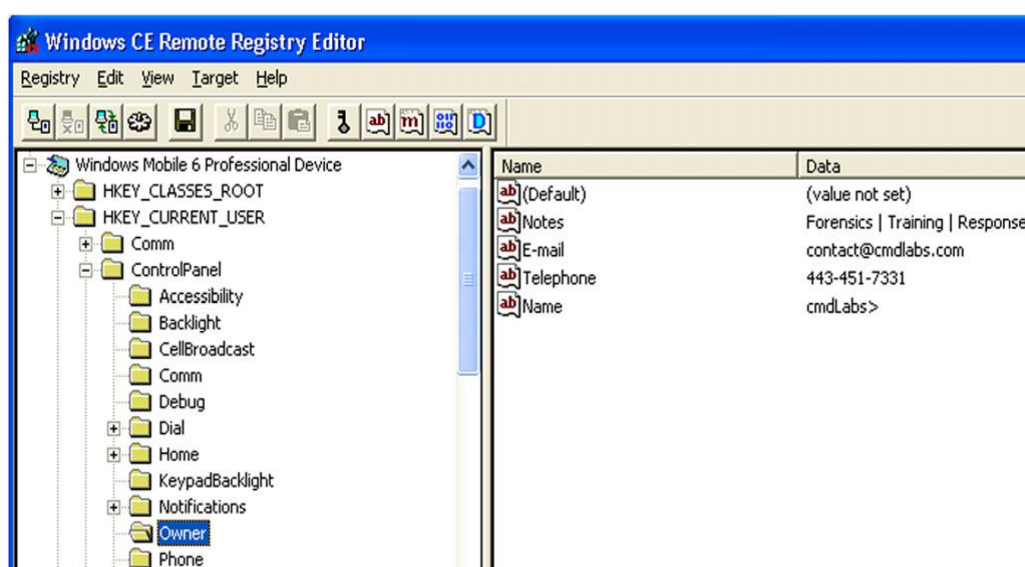 Windows CE Remote Registry Editor
Registry Edit View Target Help
Windows Mobile 6 Professional Device
HKEY_CLASSES_ROOT
HKEY_CURRENT_USER
Comm
ControlPanel
Accessibility
Backlight
CellBroadcast
Comm
Debug
Dial
Home
KeypadBacklight
Notifications
Owner
Phone
Name Data
(Default) (value not set)
Notes Forensics | Training | Response
E-mail contact@cmdlabs.com
Telephone 443-451-7331
Name cmdLabs>